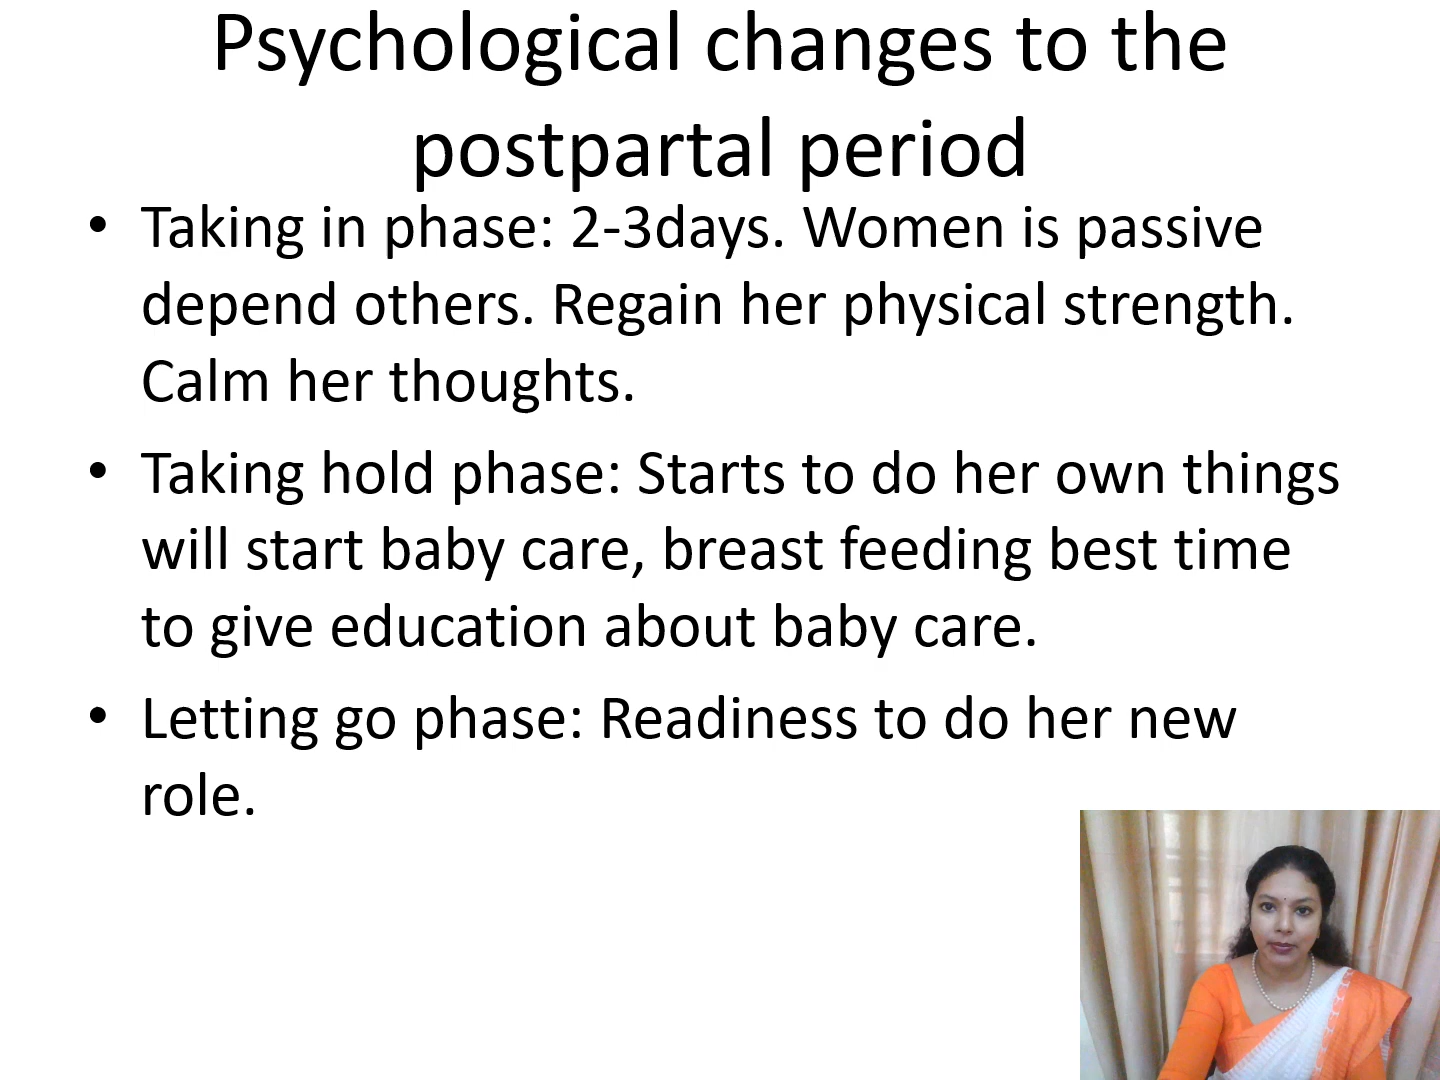 Psychological changes to the
postpartal period
• Taking in phase: 2-3days. Women is passive
depend others. Regain her physical strength.
Calm her thoughts.
• Taking hold phase: Starts to do her own things
will start baby care, breast feeding best time
to give education about baby care.
• Letting go phase: Readiness to do her new
role.